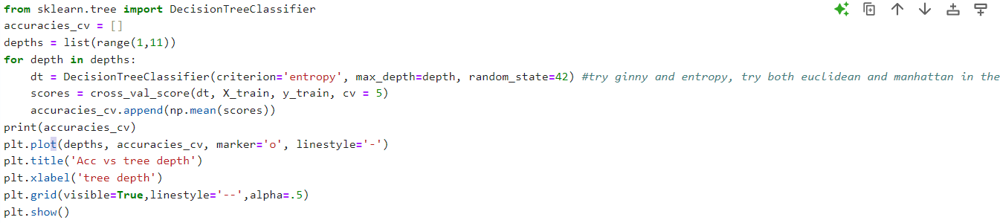 from sklearn.tree import DecisionTreeClassifier
accuracies_cv = []
depths = list(range(1,11))
for depth in depths:
    dt = DecisionTreeClassifier(criterion='entropy', max_depth=depth, random_state=42) #try ginny and entropy, try both euclidean and manhattan in the
    scores = cross_val_score(dt, X_train, y_train, cv = 5)
    accuracies_cv.append(np.mean(scores))
print(accuracies_cv)
plt.plot(depths, accuracies_cv, marker='o', linestyle='-')
plt.title('Acc vs tree depth')
plt.xlabel('tree depth')
plt.grid(visible=True,linestyle='--',alpha=.5)
plt.show()